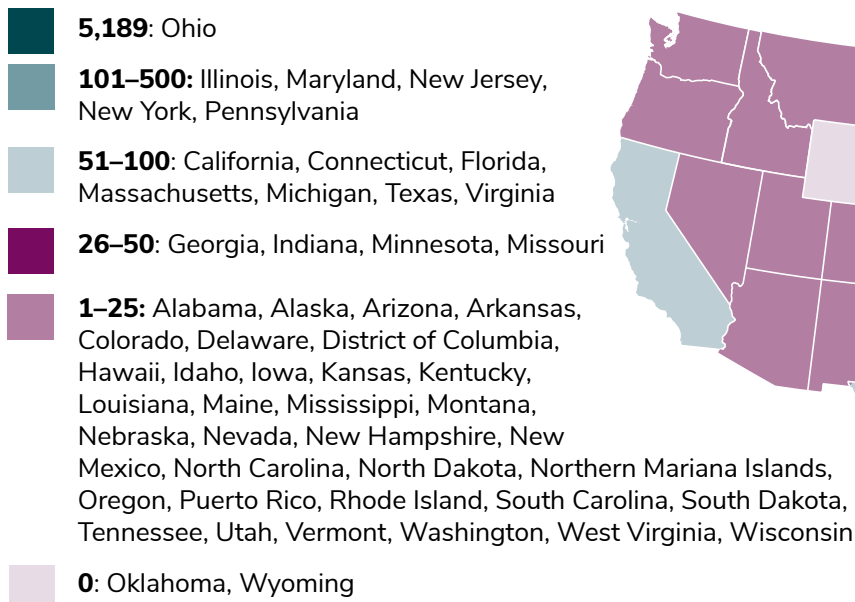 5,189: Ohio
101–500: Illinois, Maryland, New Jersey,
New York, Pennsylvania
51–100: California, Connecticut, Florida,
Massachusetts, Michigan, Texas, Virginia
26–50: Georgia, Indiana, Minnesota, Missouri
1–25: Alabama, Alaska, Arizona, Arkansas,
Colorado, Delaware, District of Columbia,
Hawaii, Idaho, Iowa, Kansas, Kentucky,
Louisiana, Maine, Mississippi, Montana,
Nebraska, Nevada, New Hampshire, New
Mexico, North Carolina, North Dakota, Northern Mariana Islands,
Oregon, Puerto Rico, Rhode Island, South Carolina, South Dakota,
Tennessee, Utah, Vermont, Washington, West Virginia, Wisconsin
0: Oklahoma, Wyoming